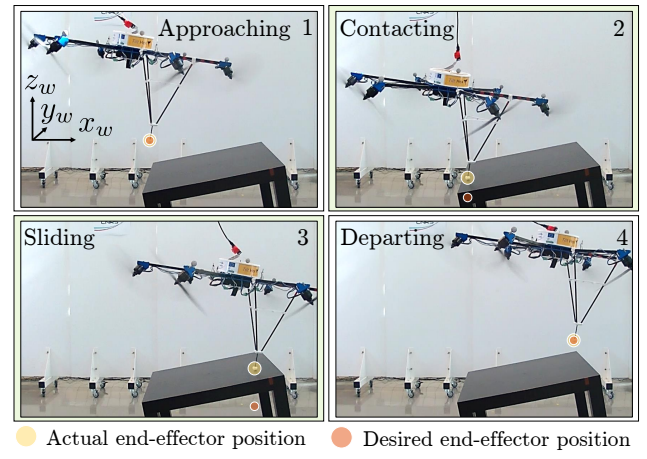 Approaching 1
Contacting 2
z_w
y_w
x_w
Sliding 3
Departing 4
Actual end-effector position
Desired end-effector position